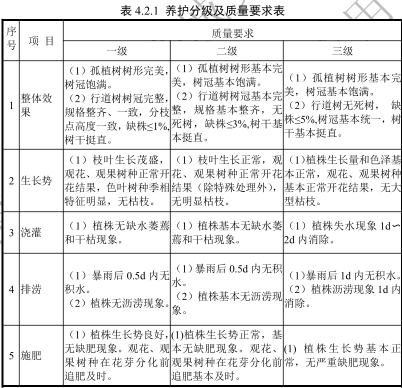 表 4.2.1 养护分级及质量要求表
序号
项 目
质量要求
一级
二级
三级
1
整体效果
（1）孤植树树形完美，
树冠饱满。
（2）行道树树冠完整，
规格整齐、一致，分枝
点高度一致，缺株≤1%,
树干挺直。
（1）孤植树树形基本完
美，树冠基本饱满。
（2）行道树树冠基本完
整，规格基本整齐，无
死树，缺株≤3%,树干基
本挺直。
（1）孤植树树形基本完
美，树冠基本饱满。
（2）行道树无死树， 缺
株≤5%,树冠基本统一，树
干基本挺直。
2
生长势
（1）枝叶生长茂盛，
观花、观果树种正常开
花结果，色叶树种季相
特征明显，无枯枝。
（1）枝叶生长正常，观
花、观果树种正常开花
结果（除特殊处理外），
无明显枯枝。
（1)植株生长量和色泽基
本正常，观花、观果树种
基本正常开花结果，无大
型枯枝。
3
浇灌
（1）植株无缺水萎蔫
和干枯现象。
（1）植株基本无缺水萎
蔫和干枯现象。
（1）植株失水现象 1d～
2d 内消除。
4
排涝
（1）暴雨后 0.5d 内无
积水。
（2）植株无沥涝现象。
（1）暴雨后 0.5d 内无积
水。
（2）植株基本无沥涝现
象。
（1）暴雨后 1d 内无积水。
（2）植株沥涝现象 1d 内
消除。
5
施肥
（1）植株生长势良好，
无缺肥现象。观花、观
果树种在花芽分化前
追肥及时。
(1)植株生长势正常，基
本无缺肥现象。观花、
观果树种在花芽分化前
追肥基本及时。
(1) 植株生长势基本正
常，无严重缺肥现象。